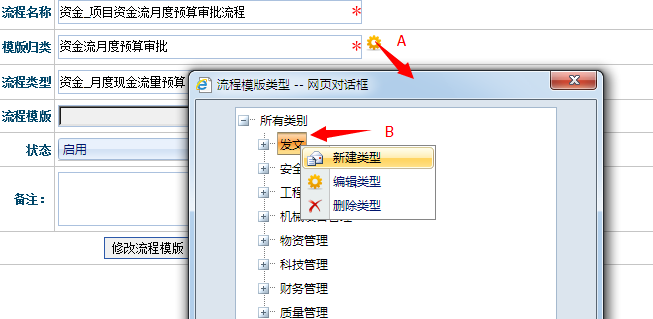 流程名称 资金_项目资金流月度预算审批流程 *
模版归类 资金流月度预算审批 * A
流程类型 资金_月度现金流量预算
流程模版
状态 启用
备注：
修改流程模版
流程模版类型 -- 网页对话框
所有类别
发文 B
新建类型
安全
编辑类型
工程
删除类型
机械设备管理
物资管理
科技管理
财务管理
质量管理